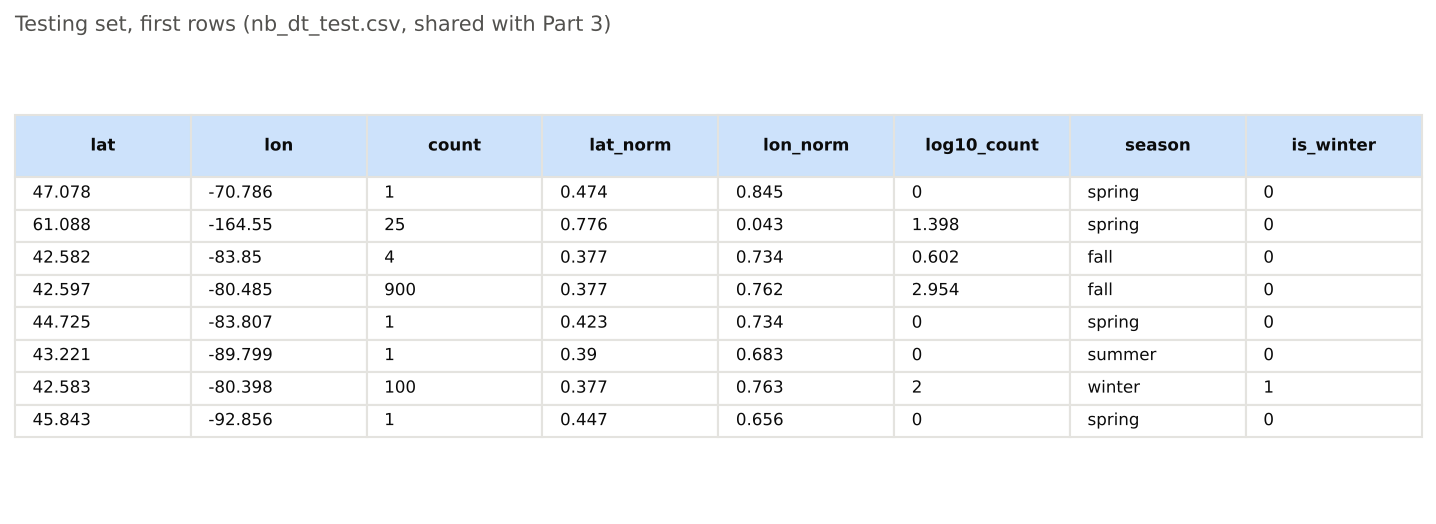 Testing set, first rows (nb_dt_test.csv, shared with Part 3)
lat lon count lat_norm lon_norm log10_count season is_winter
47.078 -70.786 1 0.474 0.845 0 spring 0
61.088 -164.55 25 0.776 0.043 1.398 spring 0
42.582 -83.85 4 0.377 0.734 0.602 fall 0
42.597 -80.485 900 0.377 0.762 2.954 fall 0
44.725 -83.807 1 0.423 0.734 0 spring 0
43.221 -89.799 1 0.39 0.683 0 summer 0
42.583 -80.398 100 0.377 0.763 2 winter 1
45.843 -92.856 1 0.447 0.656 0 spring 0